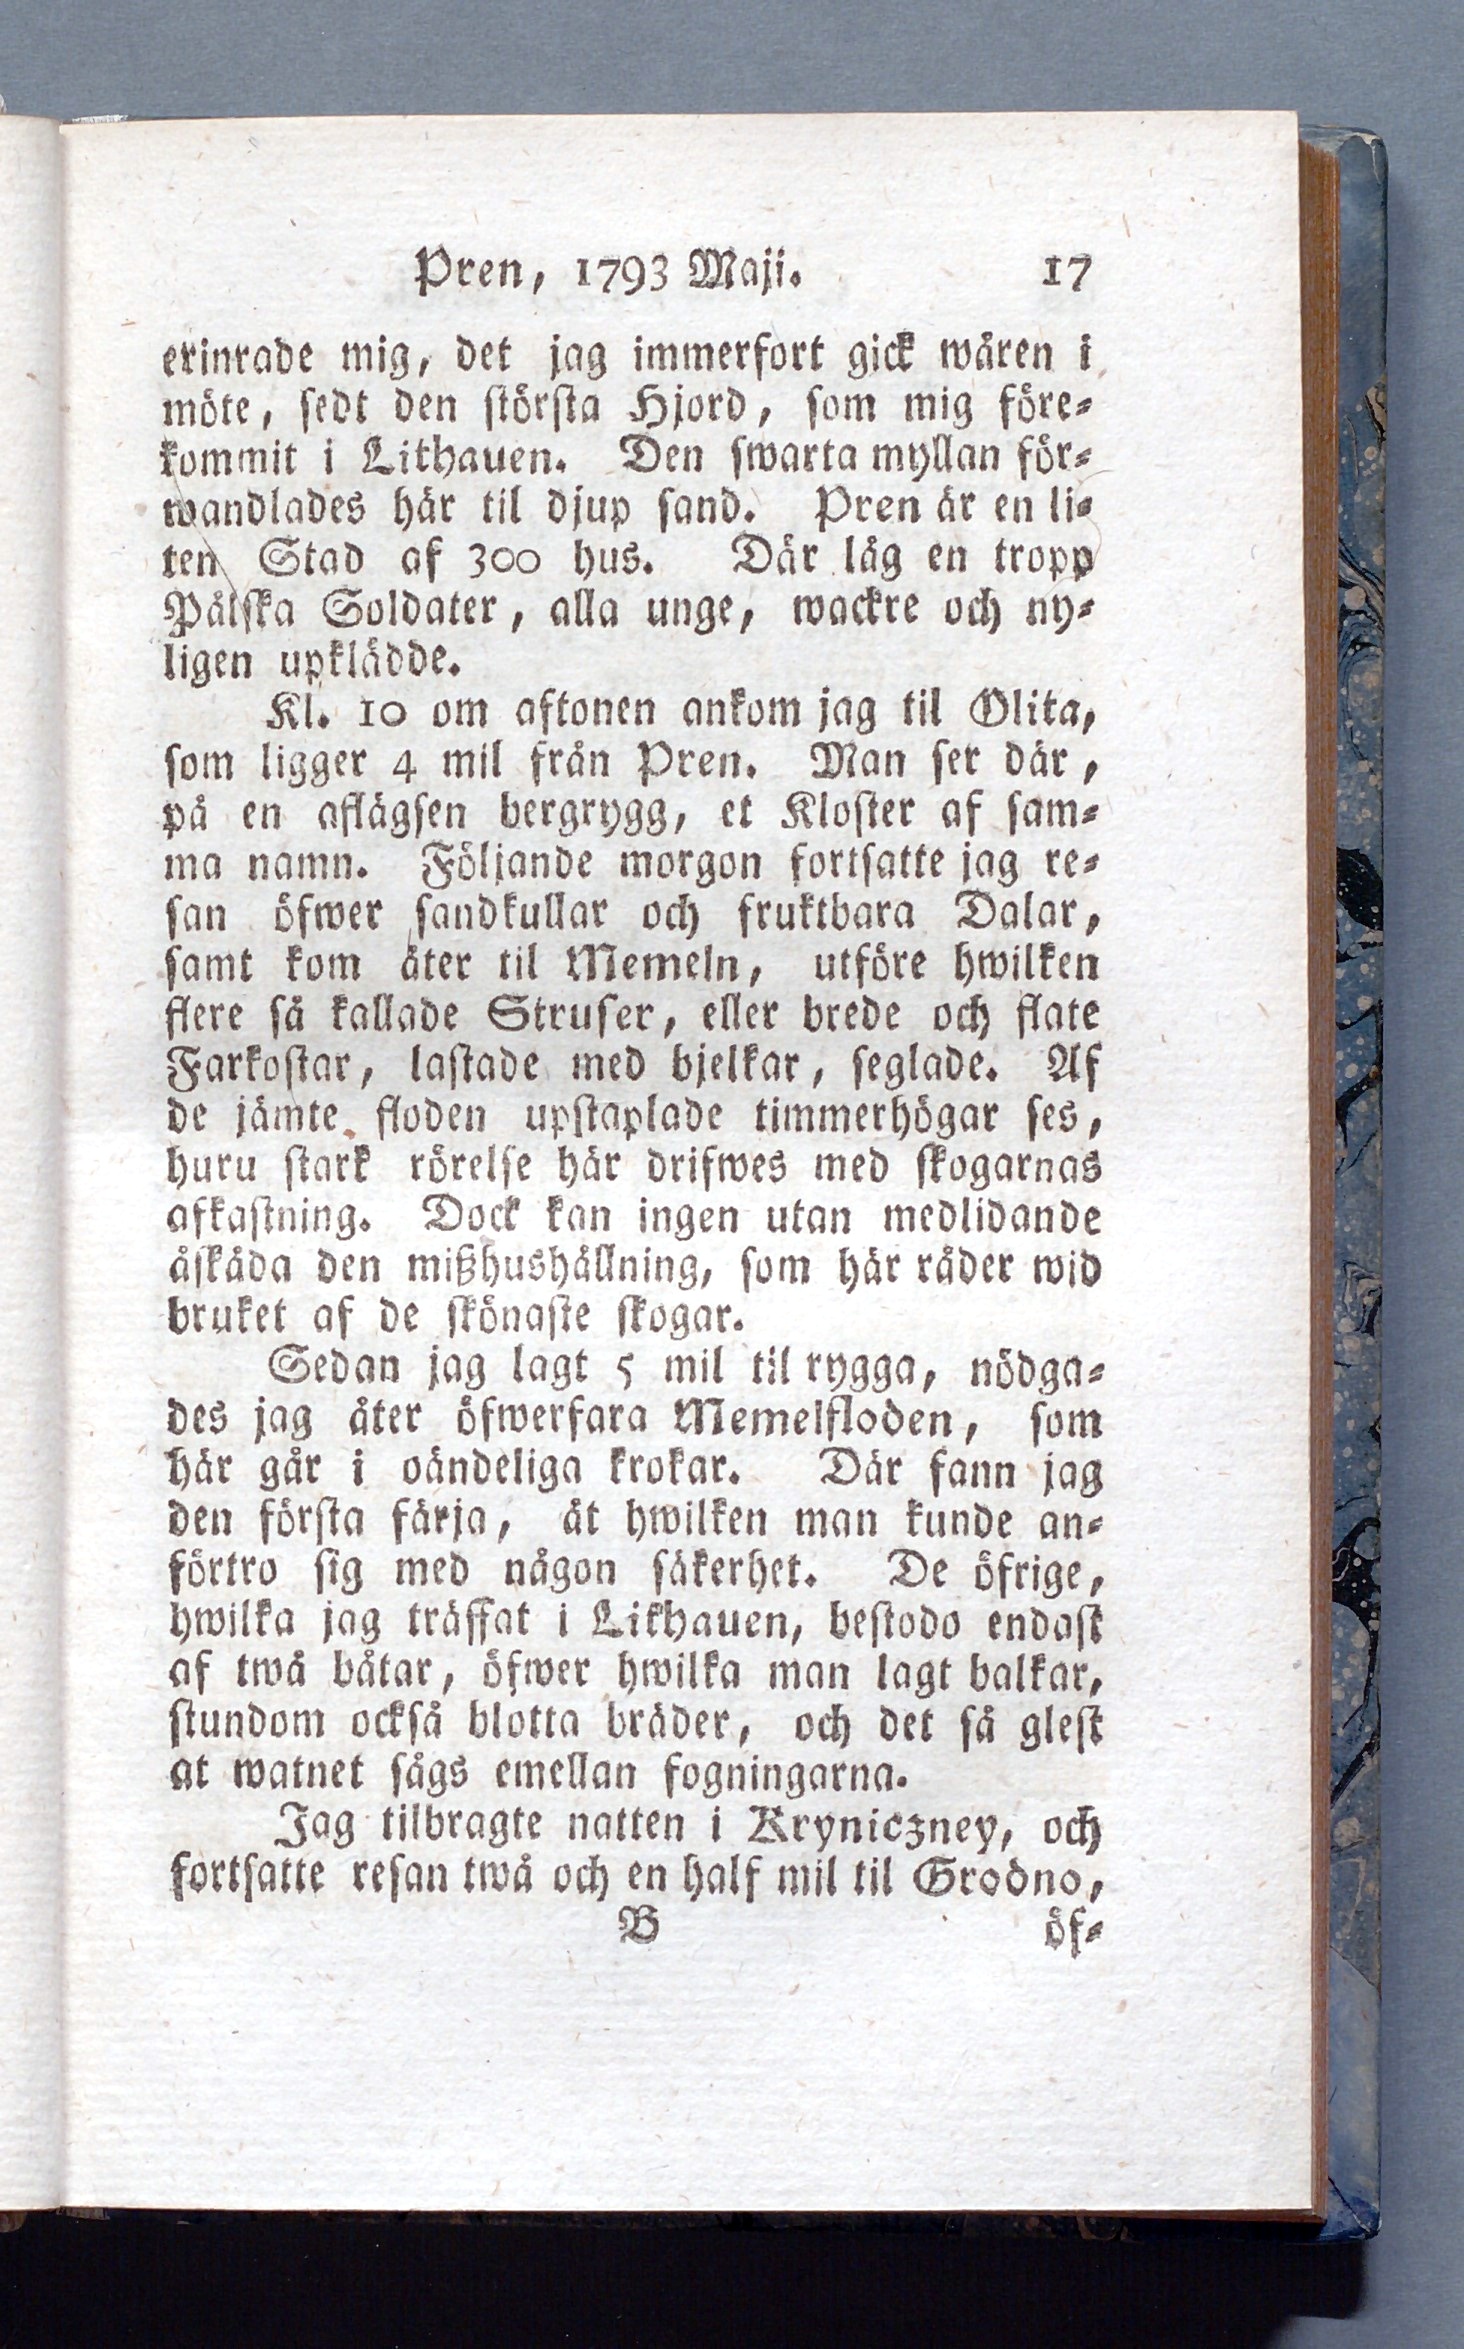 Pren, 1793 Maji. 17
erinrade mig, det jag immerfort gick wåren i
möte, sedt den största Hjord, som mig före-
kommit i Lithauen. Den swarta myllan för-
wandlades här til djup sand. Pren är en li-
ten Stad af 300 hus. Där låg en tropp
Pålska Soldater, alla unge, wackre och ny-
ligen upklädde.
Kl. 10 om aftonen ankom jag til Olita,
som ligger 4 mil från Pren. Man ser där,
på en aflägsen bergrygg, et Kloster af sam-
ma namn. Följande morgon fortsatte jag re-
san öfwer sandkullar och fruktbara Dalar,
samt kom åter til Memeln, utföre hwilken
flere så kallade Struser, eller brede och flate
Farkostar, lastade med bjelkar, seglade. Af
de jämte floden upstaplade timmerhögar ses,
huru stark rörelse här drifwes med skogarnas
afkastning. Dock kan ingen utan medlidande
åskåda den mißhushållning, som här råder wid
bruket af de skönaste skogar.
Sedan jag lagt 5 mil til rygga, nödga-
des jag åter öfwerfara Memelfloden, som
här går i oändeliga krokar. Där fann jag
den första färja, åt hwilken man kunde an-
förtro sig med någon säkerhet. De öfrige,
hwilka jag träffat i Likhauen, bestodo endast
af twå båtar, öfwer hwilka man lagt balkar,
stundom också blotta bräder, och det så glest
at watnet sågs emellan fogningarna.
Jag tilbragte natten i Kryniczney, och
fortsatte resan twå och en half mil til Grodno,
B öf-